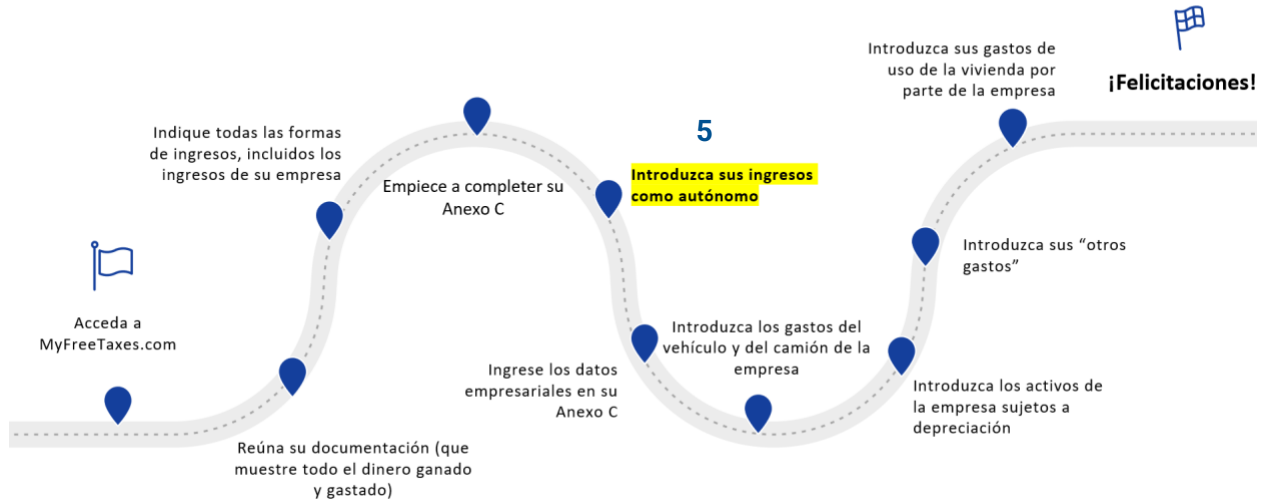 Acceda a
MyFreeTaxes.com
Reúna su documentación (que
muestre todo el dinero ganado
y gastado)
Indique todas las formas
de ingresos, incluidos los
ingresos de su empresa
Empiece a completer su
Anexo C
5
Introduzca sus ingresos
como autónomo
Ingrese los datos
empresariales en su
Anexo C
Introduzca los gastos del
vehículo y del camión de la
empresa
Introduzca los activos de
la empresa sujetos a
depreciación
Introduzca sus “otros
gastos”
Introduzca sus gastos de
uso de la vivienda por
parte de la empresa
¡Felicitaciones!